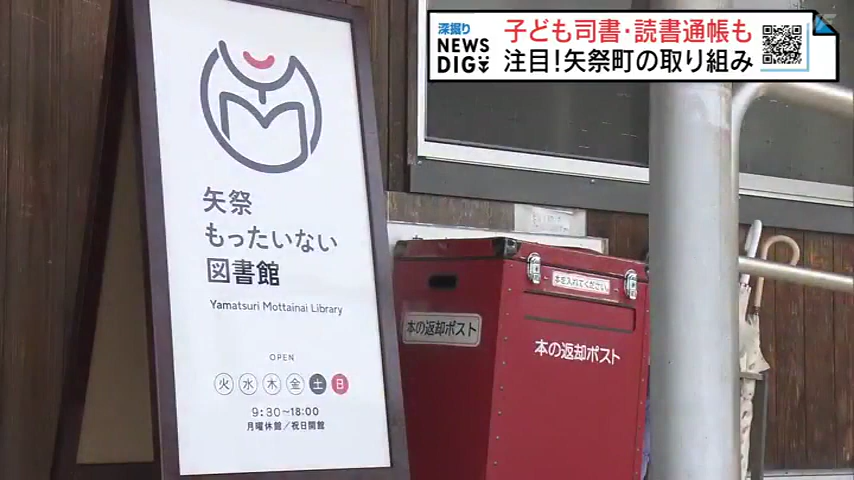 深掘り
NEWS
DIG
子ども司書・読書通帳も
注目!矢祭町の取り組み
矢祭
もったいない
図書館
Yamatsuri Mottainai Library
OPEN
火 水 木 金 土 日
9:30~18:00
月曜休館/祝日開館
本を入れてください
本の返却ポスト
本の返却ポスト